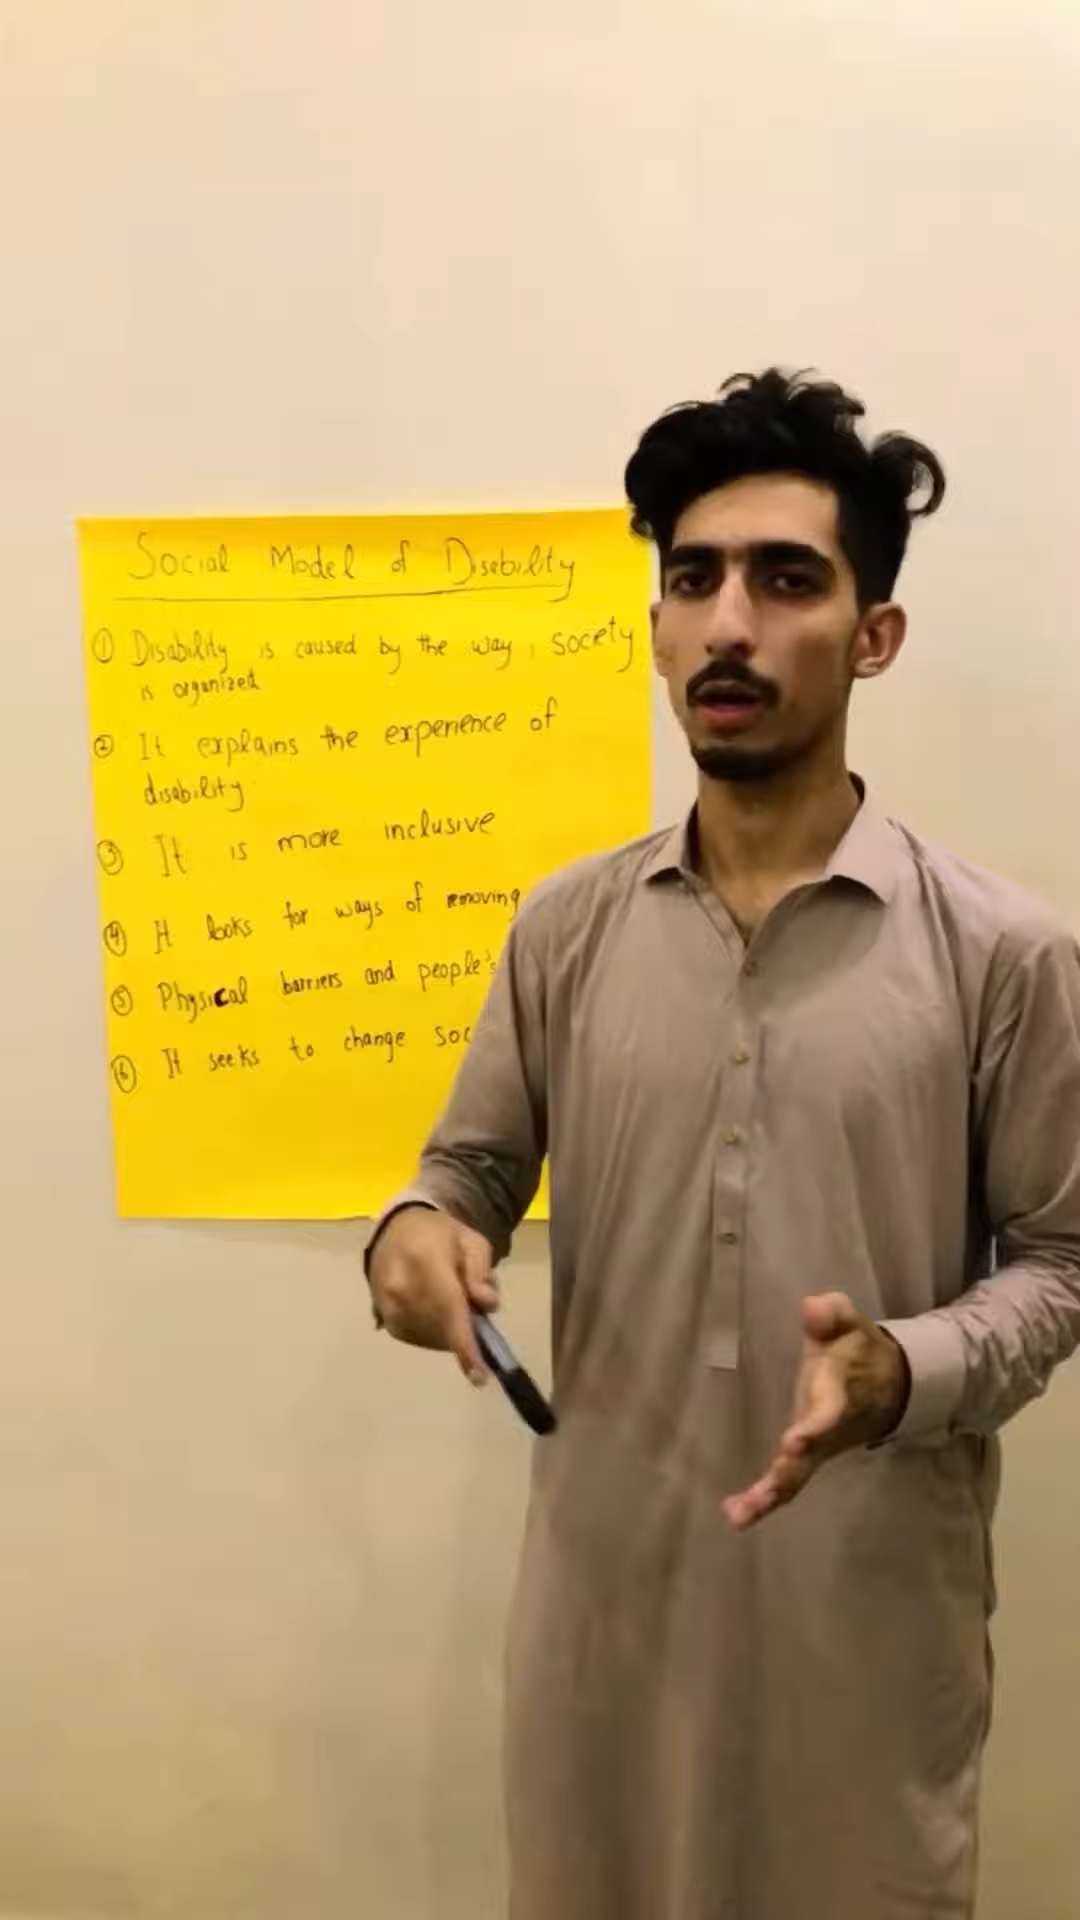 Social Model of Disability
① Disability is caused by the way, society
is organized
② It explains the experience of
disability.
③ It is more inclusive
④ It looks for ways of removing
⑤ Physical barriers and people's
⑥ It seeks to change soc